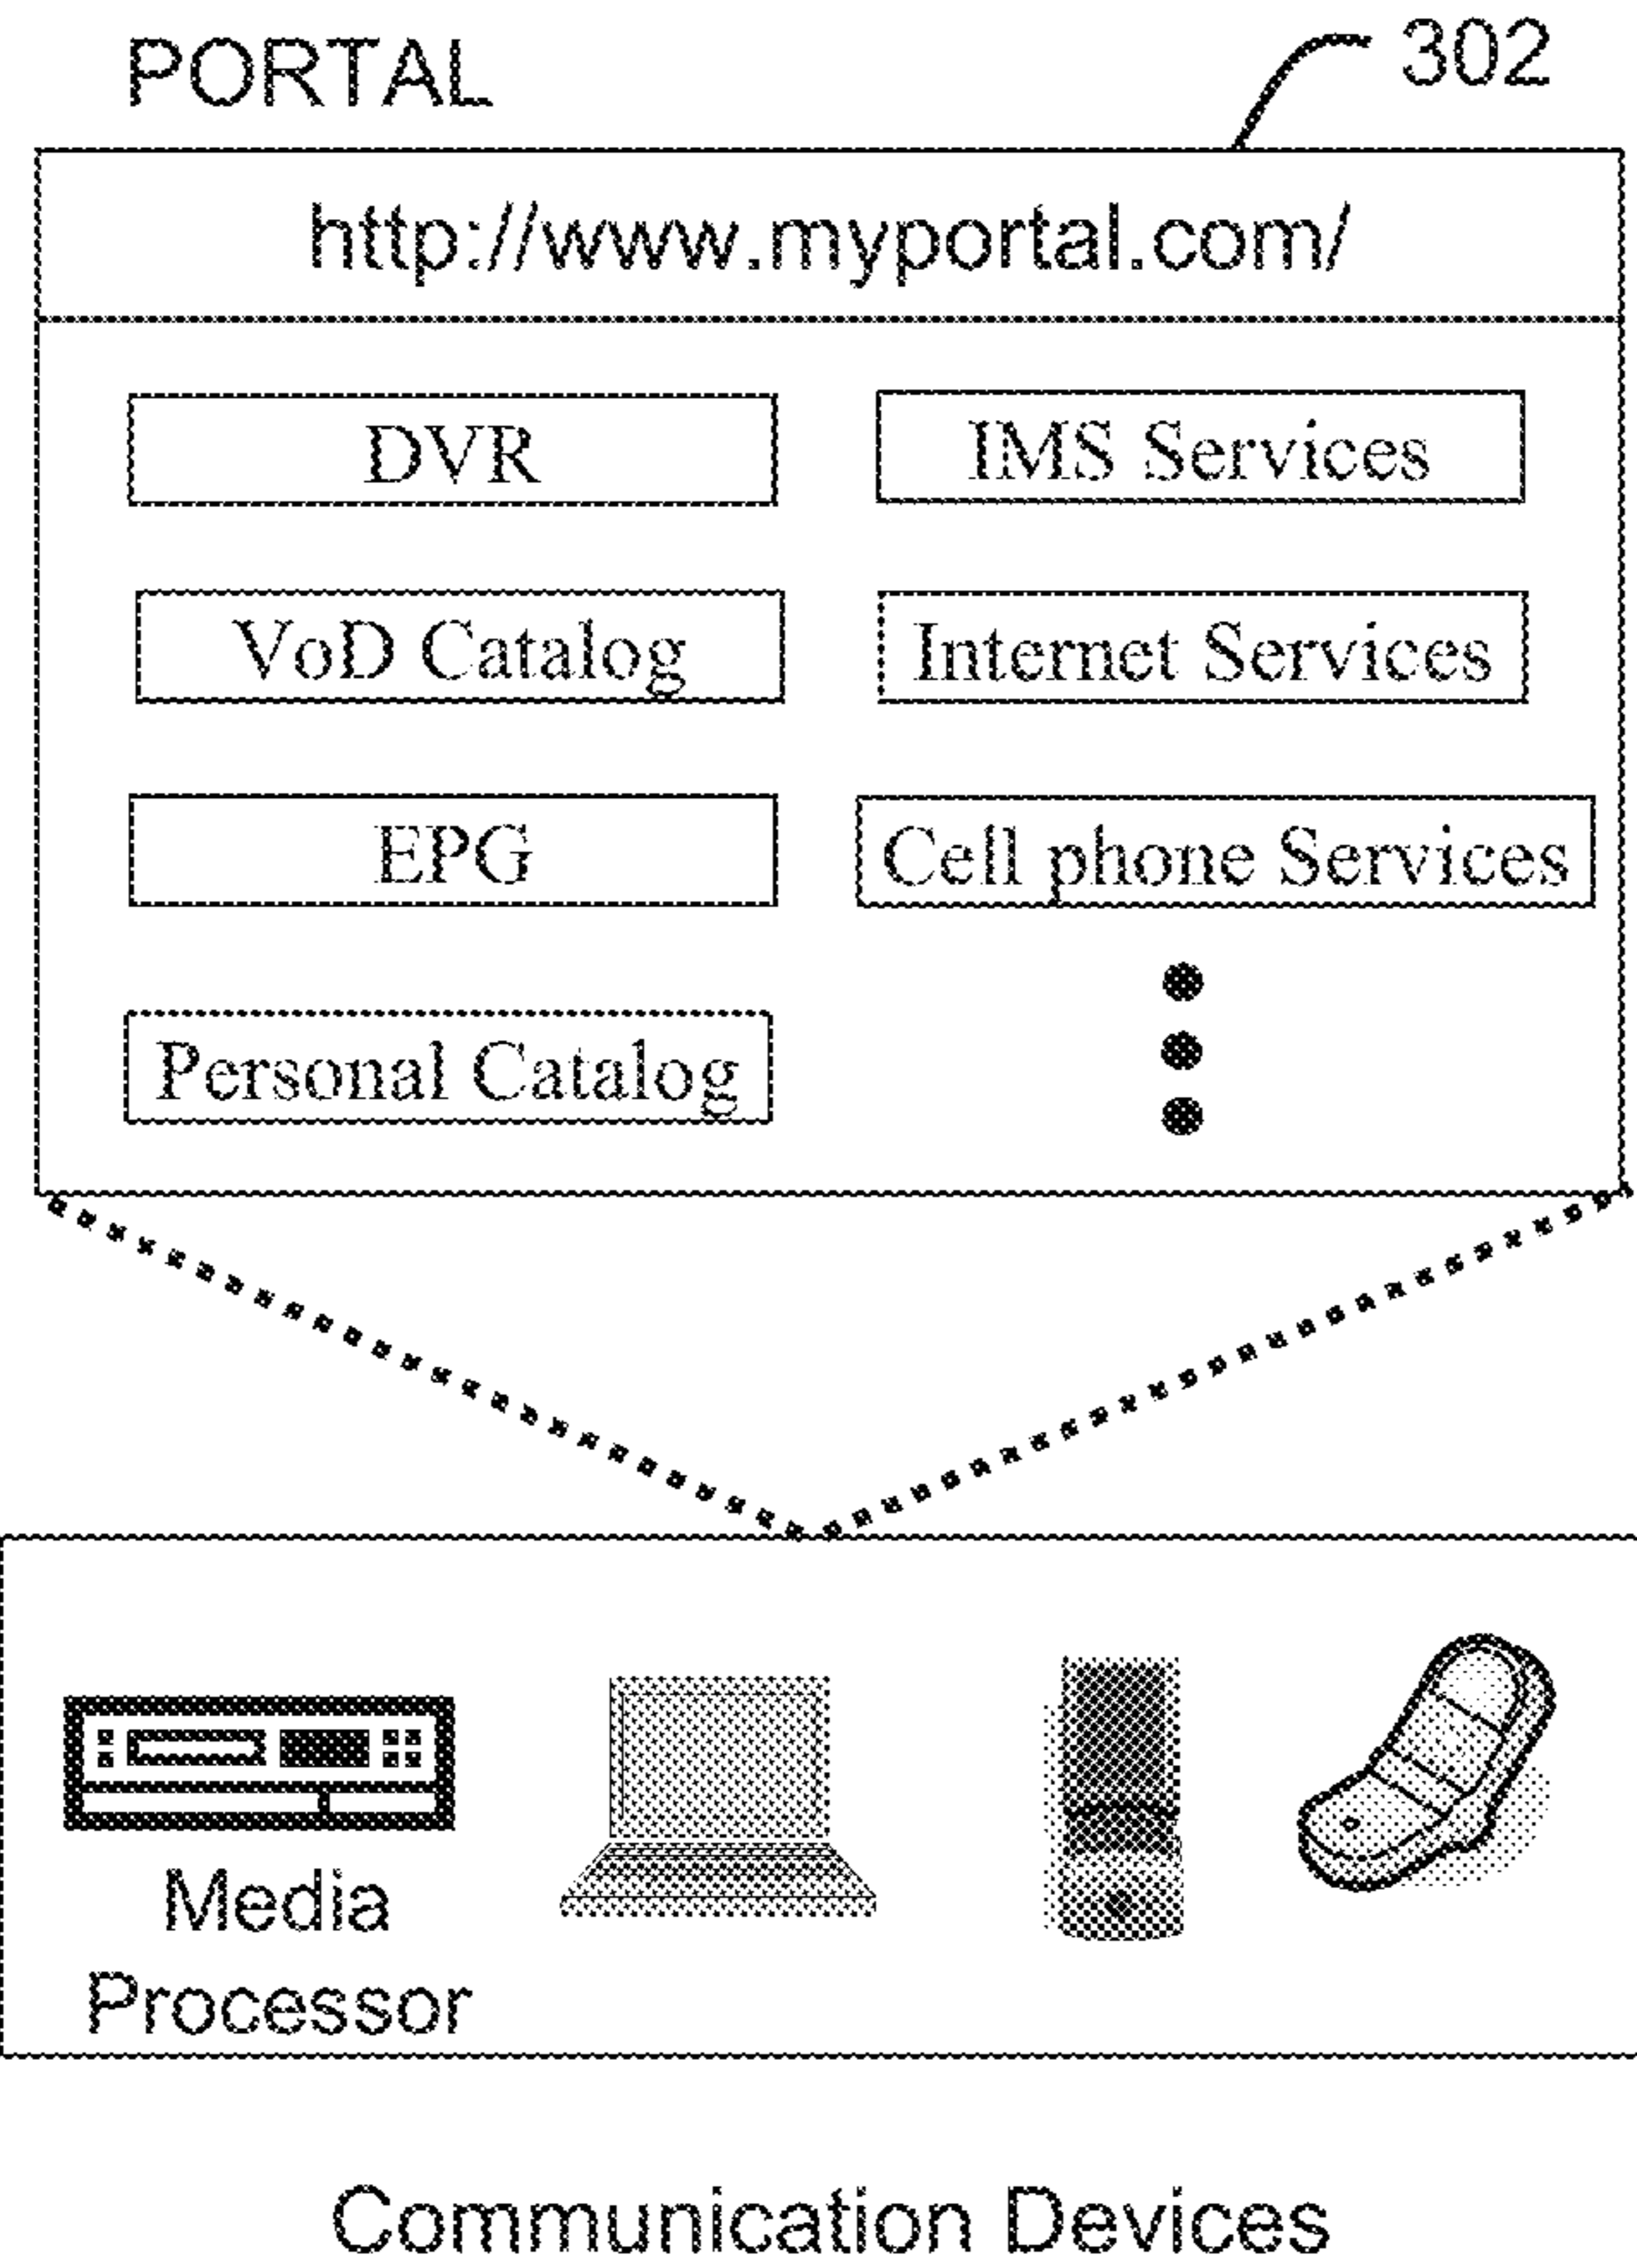 PORTAL
302
http://www.myportal.com/
DVR
IMS Services
VoD Catalog
Internet Services
EPG
Cell phone Services
Personal Catalog
Media
Processor
Communication Devices